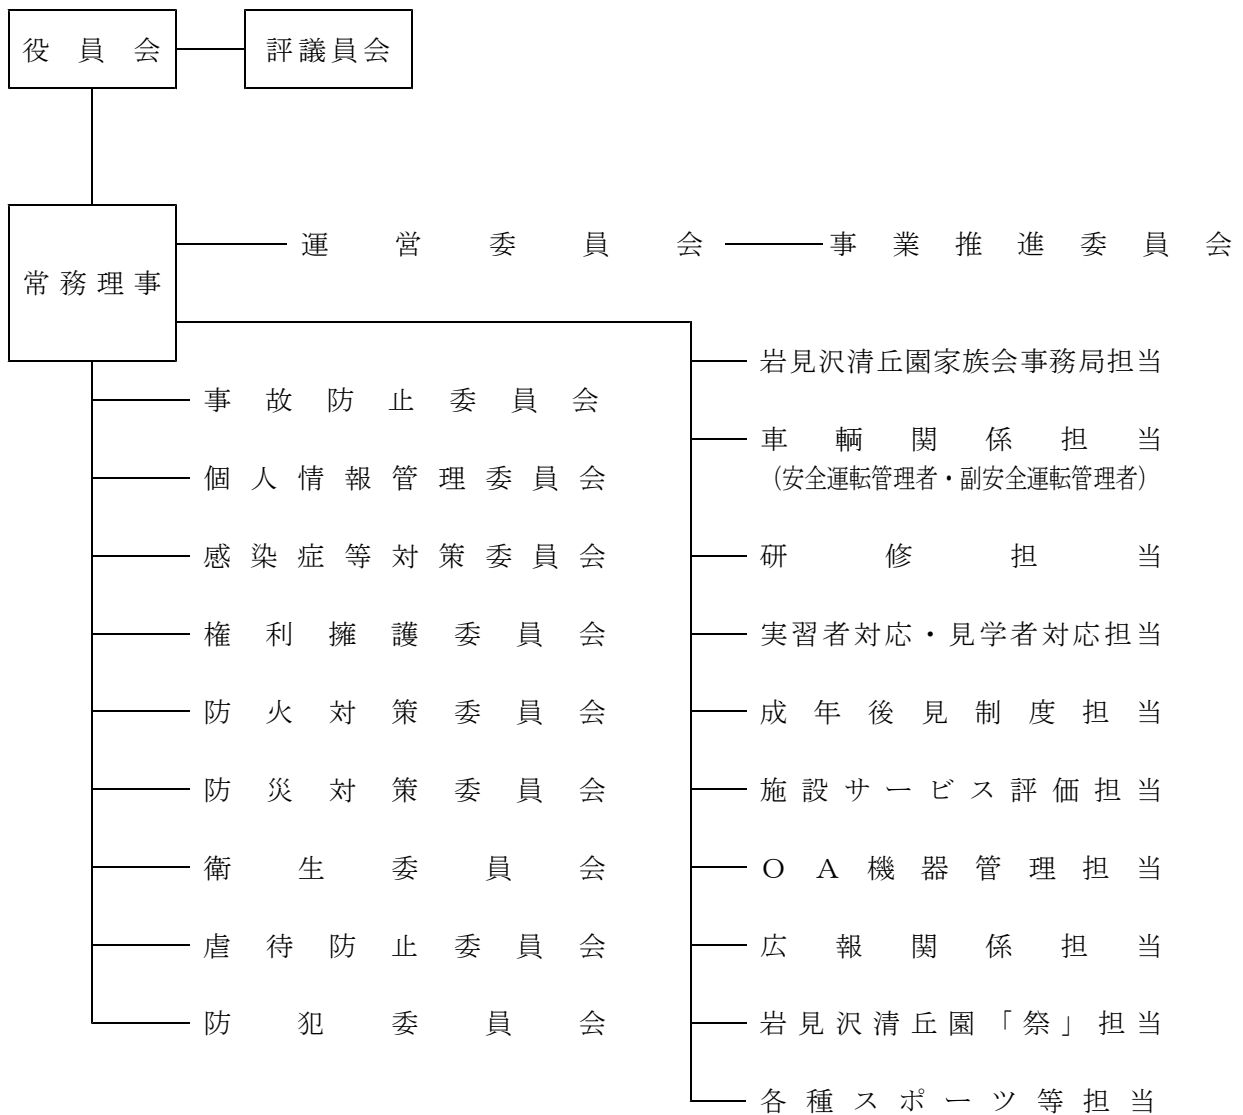 役員会
評議員会
常務理事
運営委員会
事業推進委員会
事故防止委員会
個人情報管理委員会
感染症等対策委員会
権利擁護委員会
防火対策委員会
防災対策委員会
衛生委員会
虐待防止委員会
防犯委員会
岩見沢清丘園家族会事務局担当
車輌関係担当
(安全運転管理者・副安全運転管理者)
研修担当
実習者対応・見学者対応担当
成年後見制度担当
施設サービス評価担当
OA機器管理担当
広報関係担当
岩見沢清丘園「祭」担当
各種スポーツ等担当